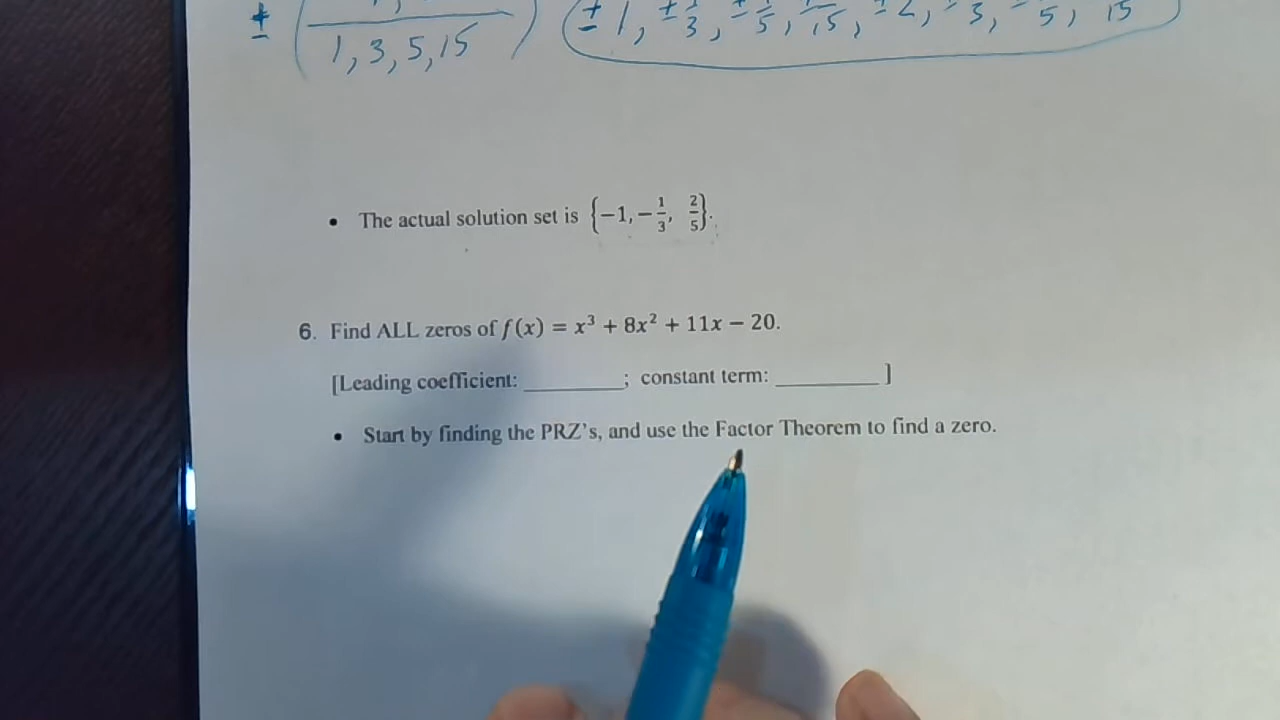 ± 1, 3, 5, 15 ± 1, ± 1/3, ± 1/5, 15, ± 2, 3, 5, 15
• The actual solution set is {−1, −1/3, 2/5}.
6. Find ALL zeros of f(x) = x³ + 8x² + 11x − 20.
[Leading coefficient: ________; constant term: ________ ]
• Start by finding the PRZ's, and use the Factor Theorem to find a zero.